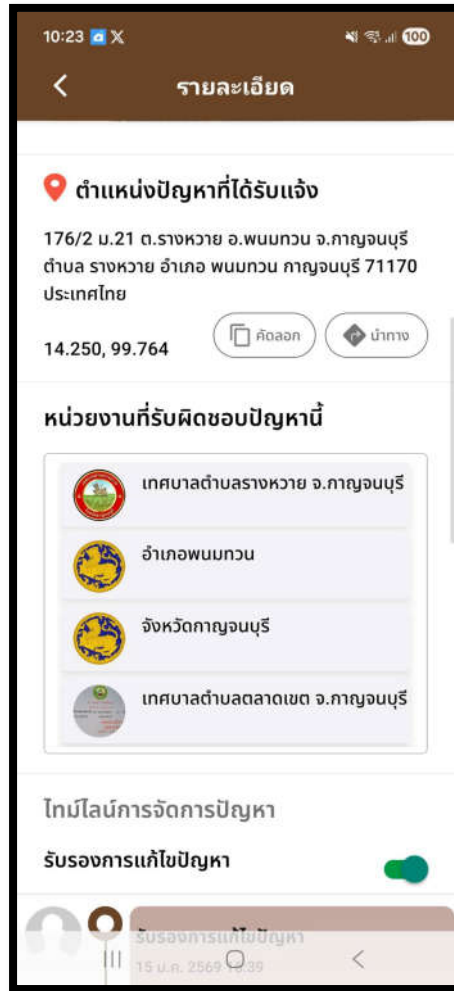 10:23
100
รายละเอียด
ตำแหน่งปัญหาที่ได้รับแจ้ง
176/2 ม.21 ต.รางหวาย อ.พนมทวน จ.กาญจนบุรี
ตำบล รางหวาย อำเภอ พนมทวน กาญจนบุรี 71170
ประเทศไทย
14.250, 99.764
คัดลอก
นำทาง
หน่วยงานที่รับผิดชอบปัญหานี้
เทศบาลตำบลรางหวาย จ.กาญจนบุรี
อำเภอพนมทวน
จังหวัดกาญจนบุรี
เทศบาลตำบลตลาดเขต จ.กาญจนบุรี
ไทม์ไลน์การจัดการปัญหา
รับรองการแก้ไขปัญหา
รับรองการแก้ไขปัญหา
15 ม.ค. 2569